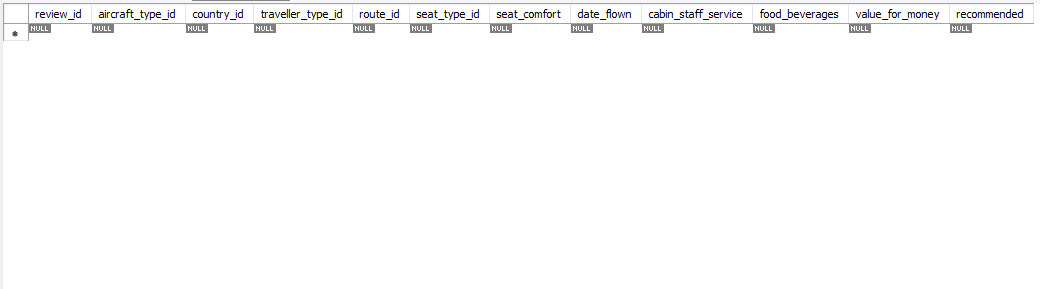 review_id aircraft_type_id country_id traveller_type_id route_id seat_type_id seat_comfort date_flown cabin_staff_service food_beverages value_for_money recommended
NULL NULL NULL NULL NULL NULL NULL NULL NULL NULL NULL NULL